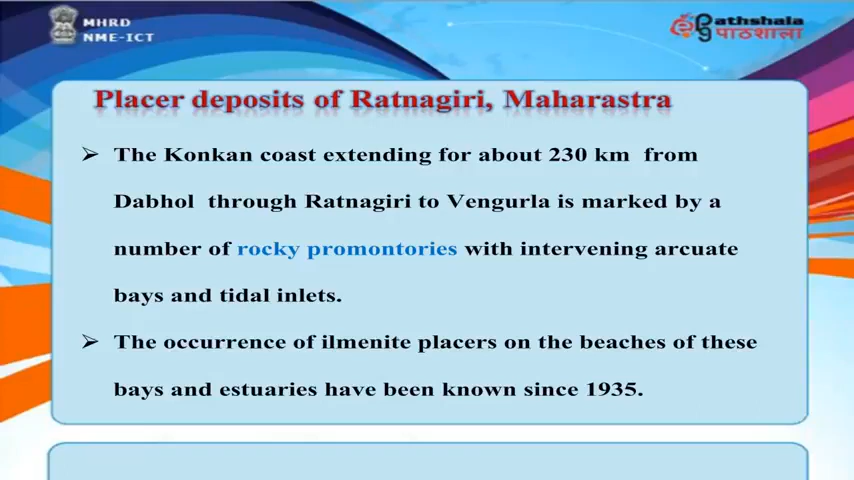 MHRD
NME-ICT
Pathshala
पाठशाला
Placer deposits of Ratnagiri, Maharastra
➢ The Konkan coast extending for about 230 km from
Dabhol through Ratnagiri to Vengurla is marked by a
number of rocky promontories with intervening arcuate
bays and tidal inlets.
➢ The occurrence of ilmenite placers on the beaches of these
bays and estuaries have been known since 1935.